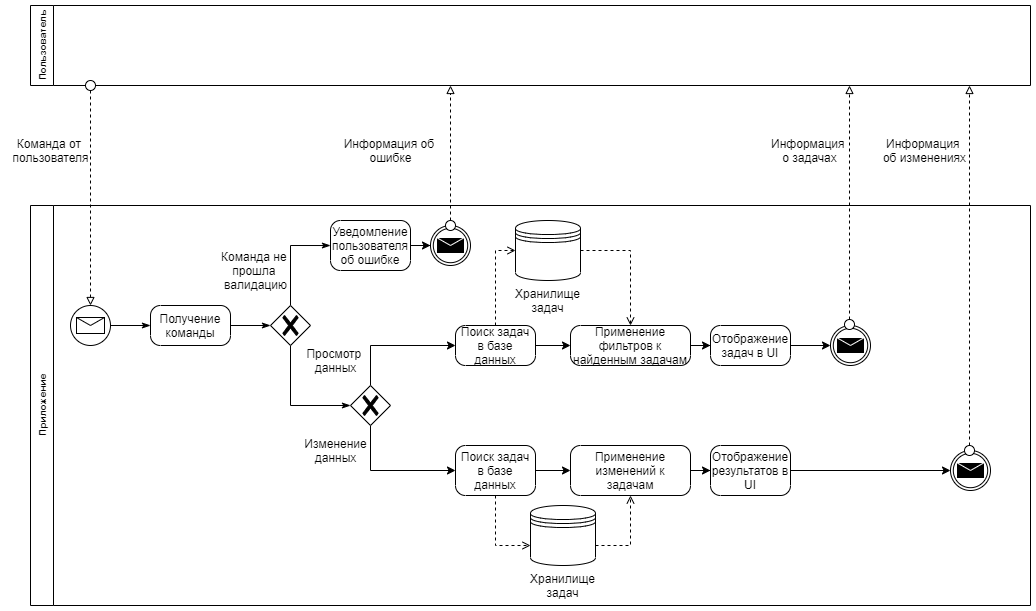 Пользователь
Команда от
пользователя
Информация об
ошибке
Информация
о задачах
Информация
об изменениях
Приложение
Уведомление
пользователя
об ошибке
Команда не
прошла
валидацию
Хранилище
задач
Получение
команды
Просмотр
данных
Поиск задач
в базе
данных
Применение
фильтров к
найденным задачам
Отображение
задач в UI
Изменение
данных
Поиск задач
в базе
данных
Применение
изменений к
задачам
Отображение
результатов в
UI
Хранилище
задач